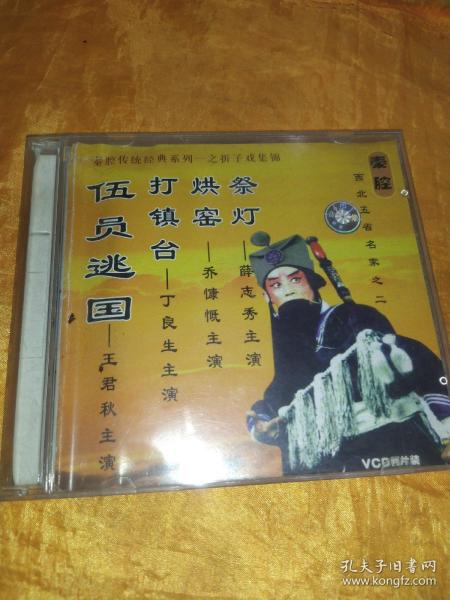 秦腔传统经典系列—之折子戏集锦
秦腔
西北五省名家之二
祭灯—薛志秀主演
烘窑—乔慷慨主演
打镇台—丁良生主演
伍员逃国—王君秋主演
VCD两片装
孔夫子旧书网
www.kongfz.com